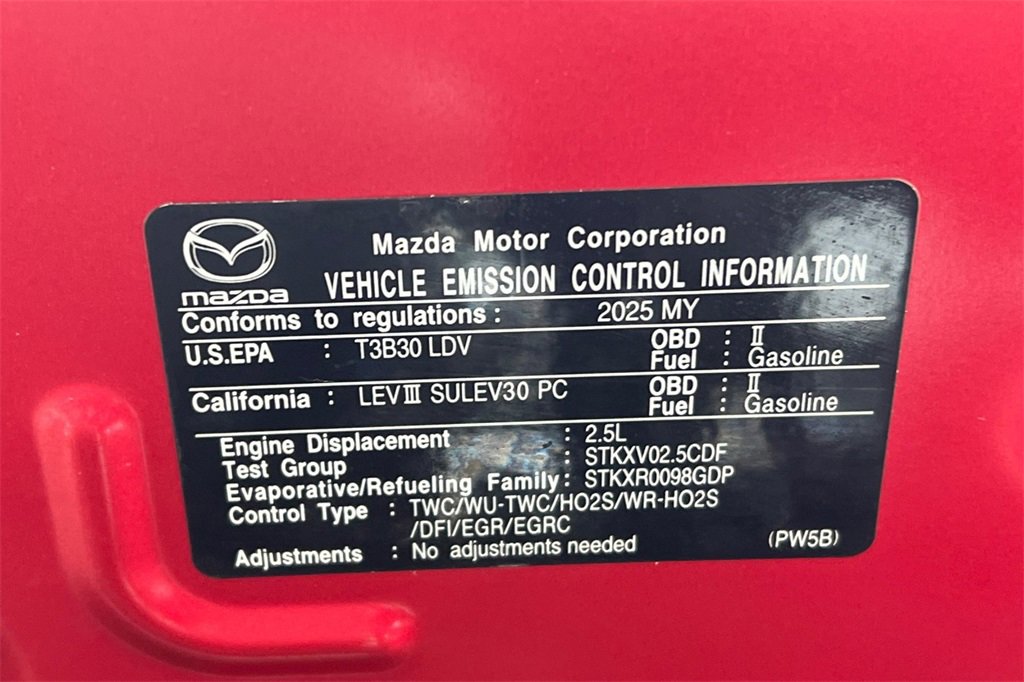 Mazda Motor Corporation
mazda VEHICLE EMISSION CONTROL INFORMATION
Conforms to regulations : 2025 MY
U.S.EPA : T3B30 LDV OBD : II
Fuel : Gasoline
California : LEV III SULEV30 PC OBD : II
Fuel : Gasoline
Engine Displacement : 2.5L
Test Group : STKXV02.5CDF
Evaporative/Refueling Family : STKXR0098GDP
Control Type : TWC/WU-TWC/HO2S/WR-HO2S
/DFI/EGR/EGRC
Adjustments : No adjustments needed (PW5B)